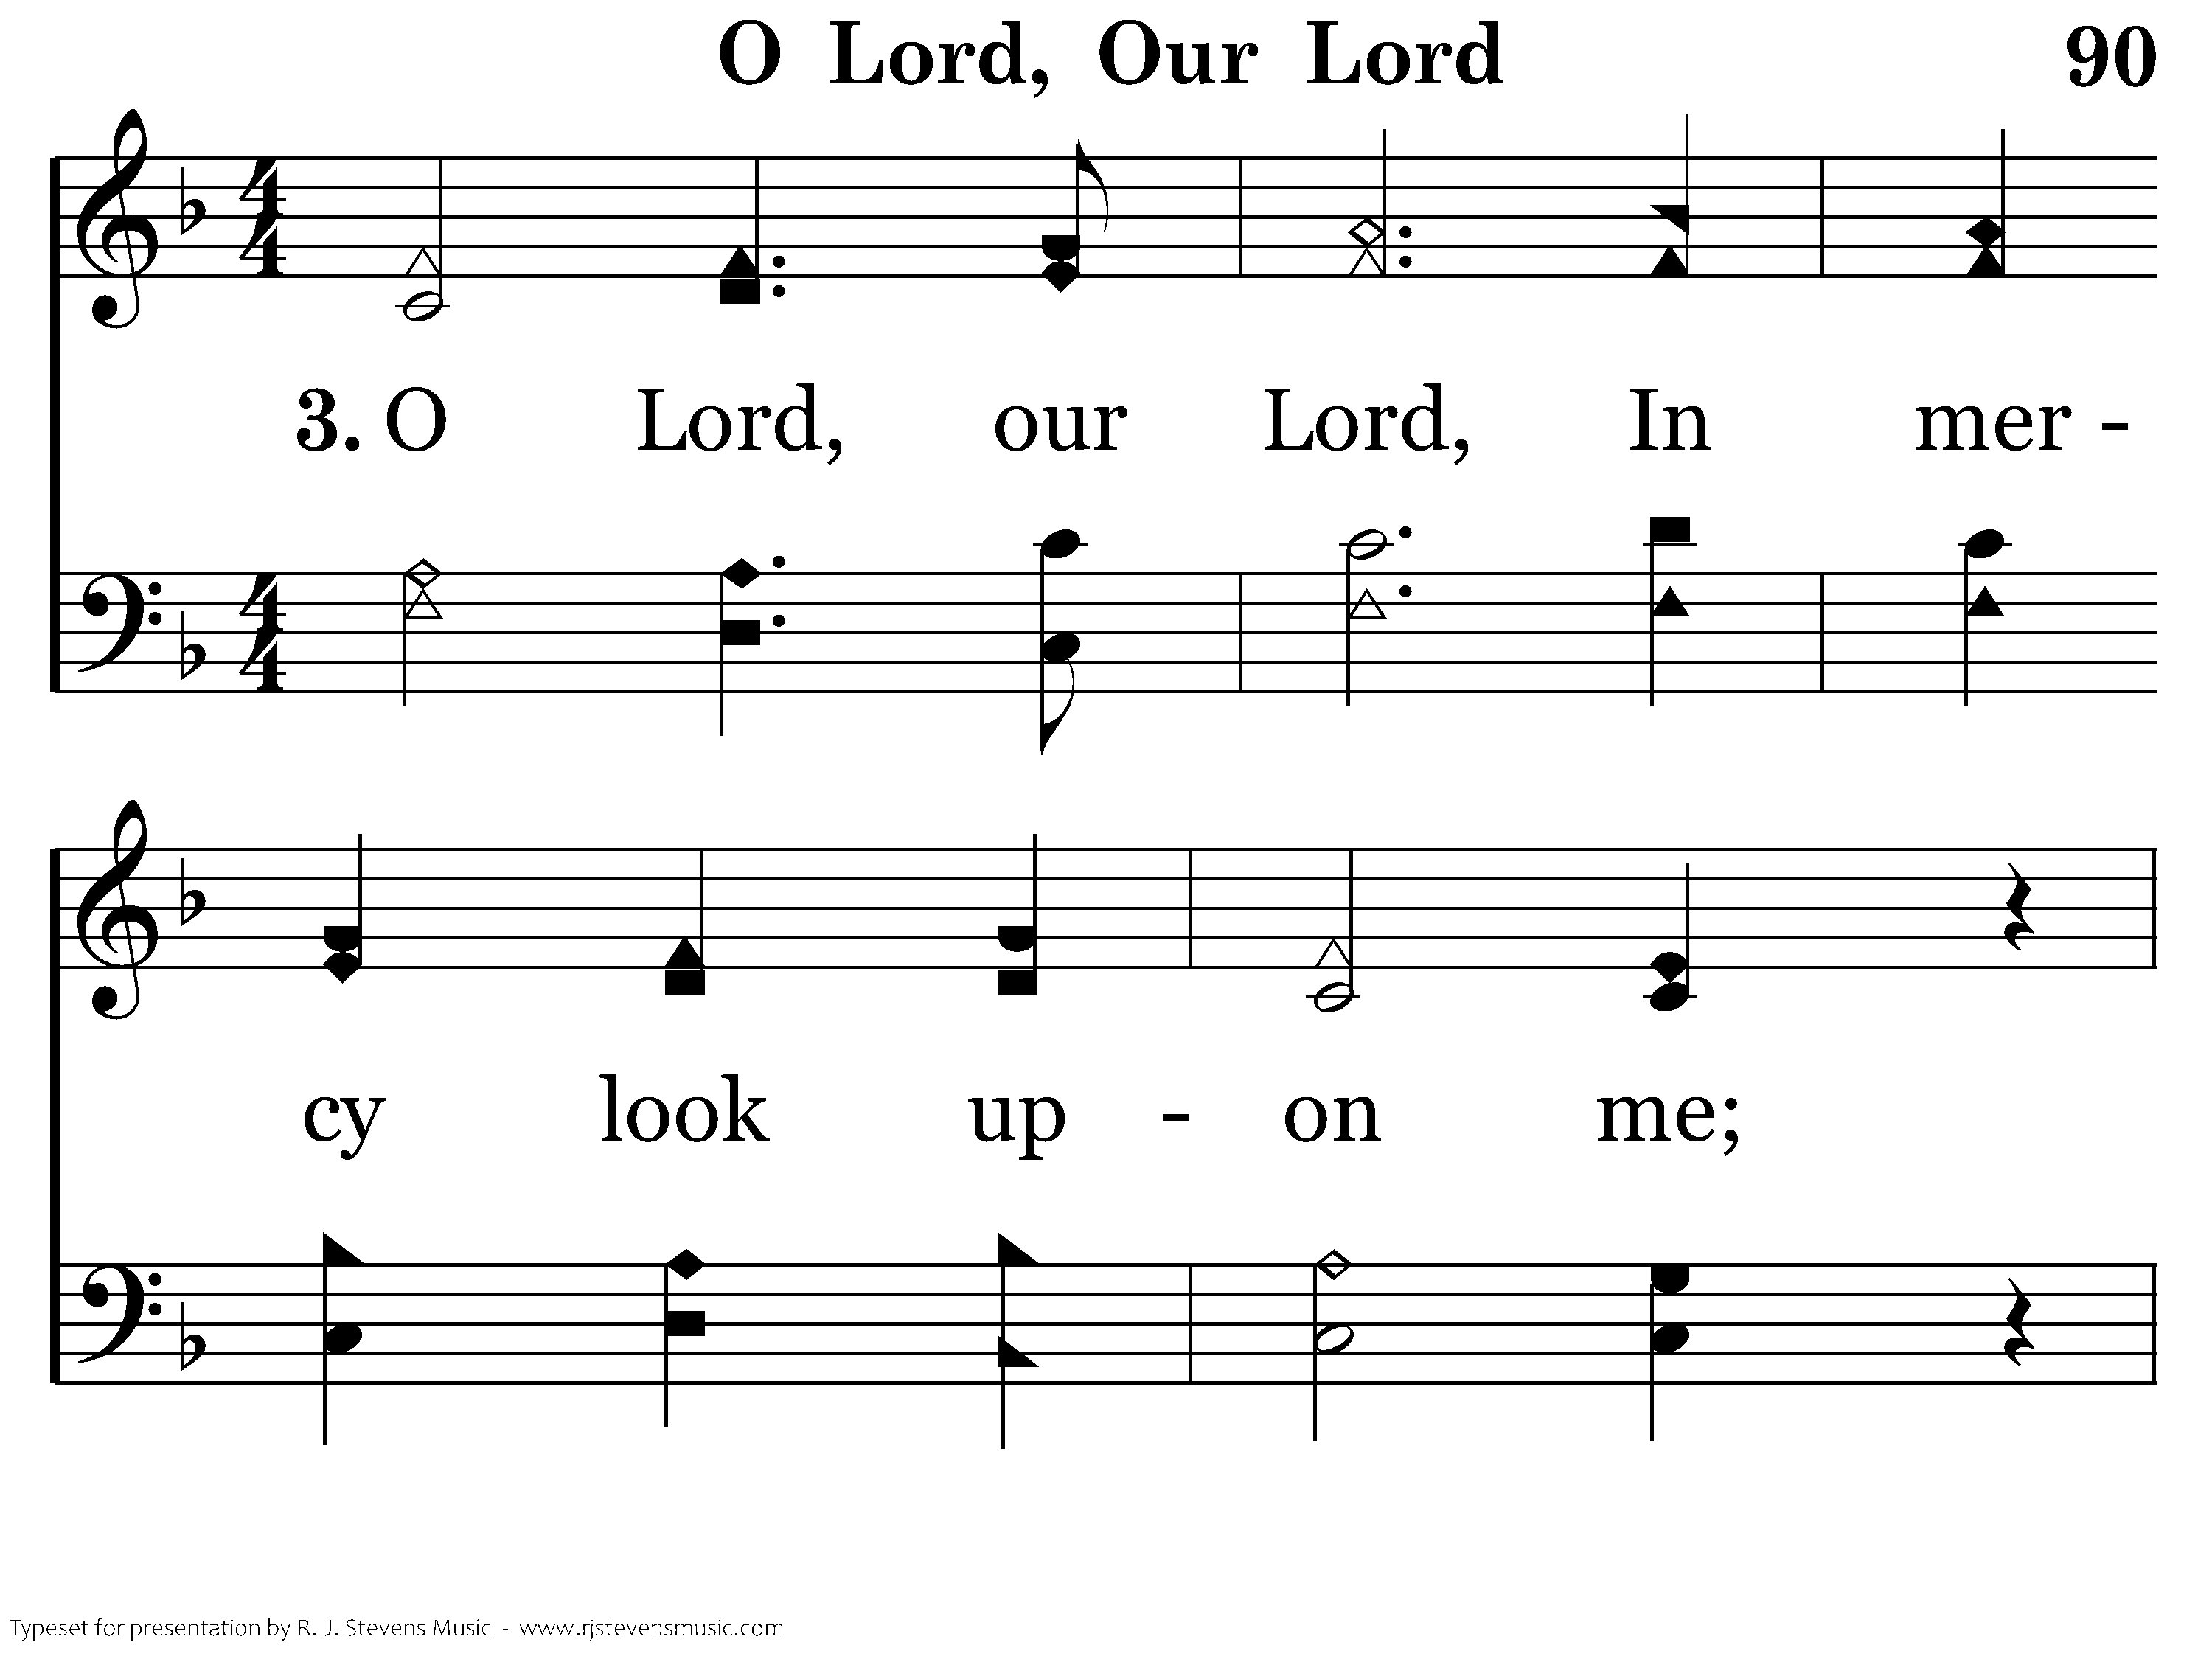 O Lord, Our Lord 90
3. O Lord, our Lord, In mer -
cy look up - on me;
Typeset for presentation by R. J. Stevens Music - www.rjstevensmusic.com